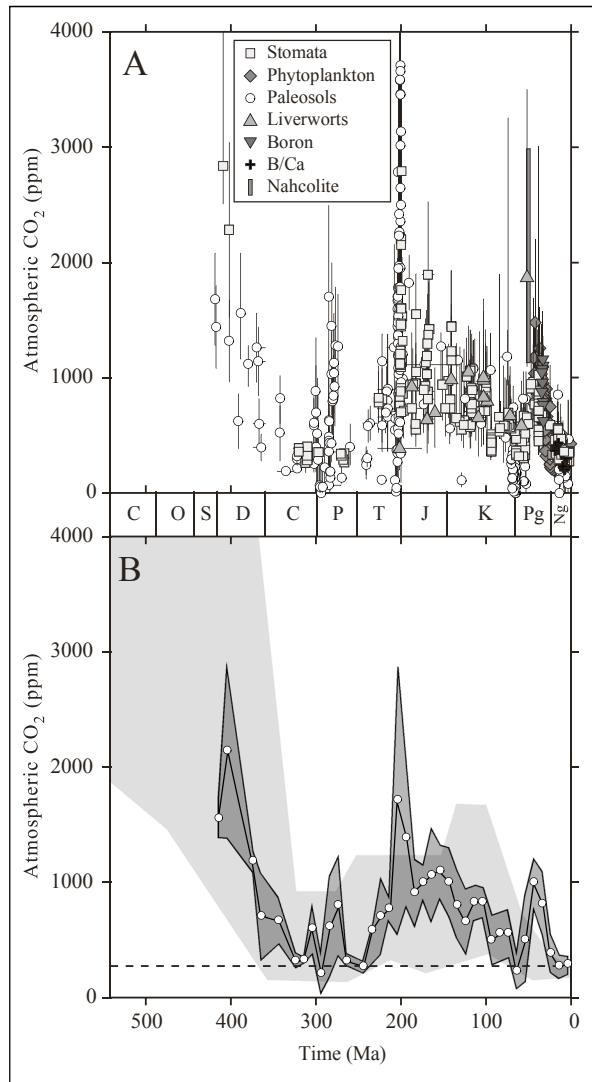 A
4000
3000
2000
1000
0
Atmospheric CO₂ (ppm)
Stomata
Phytoplankton
Paleosols
Liverworts
Boron
B/Ca
Nahcolite
C O S D C P T J K Pg Ng
B
4000
3000
2000
1000
0
Atmospheric CO₂ (ppm)
500 400 300 200 100 0
Time (Ma)